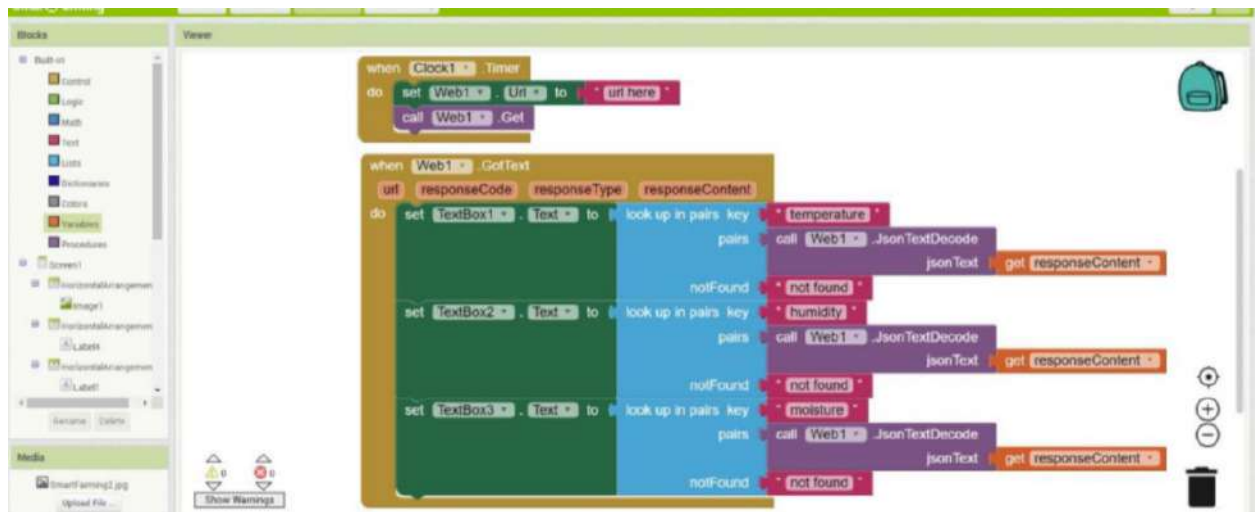 Blocks
Viewer
Built-in
Control
Logic
Math
Text
Lists
Dictionaries
Colors
Variables
Procedures
Screen1
HorizontalArrangemen
Image1
HorizontalArrangemen
Label4
HorizontalArrangemen
Label1
Rename Delete
Media
SmartFarming2.jpg
Upload File ...
when Clock1 .Timer
do set Web1 . Url to " url here "
call Web1 .Get
when Web1 .GotText
url responseCode responseType responseContent
do set TextBox1 . Text to look up in pairs key " temperature "
pairs call Web1 .JsonTextDecode
jsonText get responseContent
notFound " not found "
set TextBox2 . Text to look up in pairs key " humidity "
pairs call Web1 .JsonTextDecode
jsonText get responseContent
notFound " not found "
set TextBox3 . Text to look up in pairs key " moisture "
pairs call Web1 .JsonTextDecode
jsonText get responseContent
notFound " not found "
0 0
Show Warnings